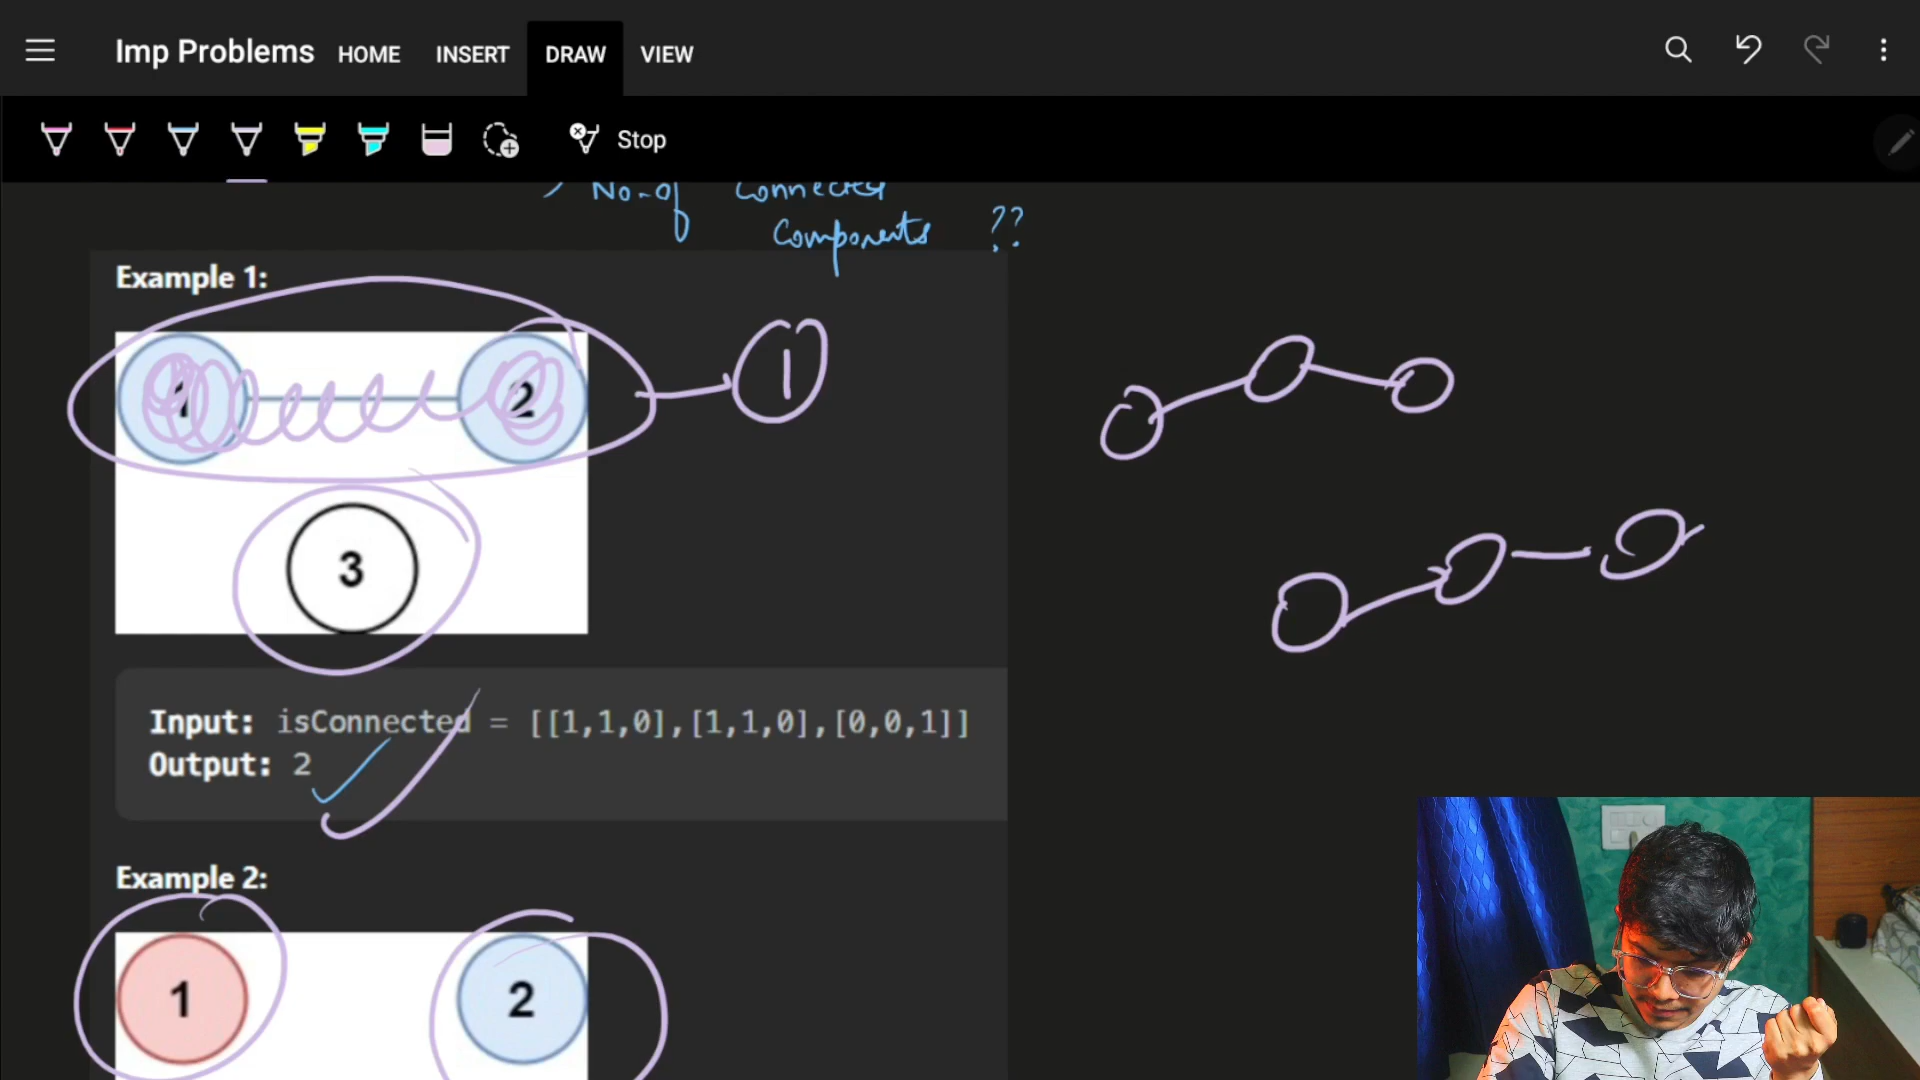 Imp Problems HOME INSERT DRAW VIEW
Stop
No. of Connected
Components ??
Example 1:
1 2
1
3
Input: isConnected = [[1,1,0],[1,1,0],[0,0,1]]
Output: 2
Example 2:
1 2